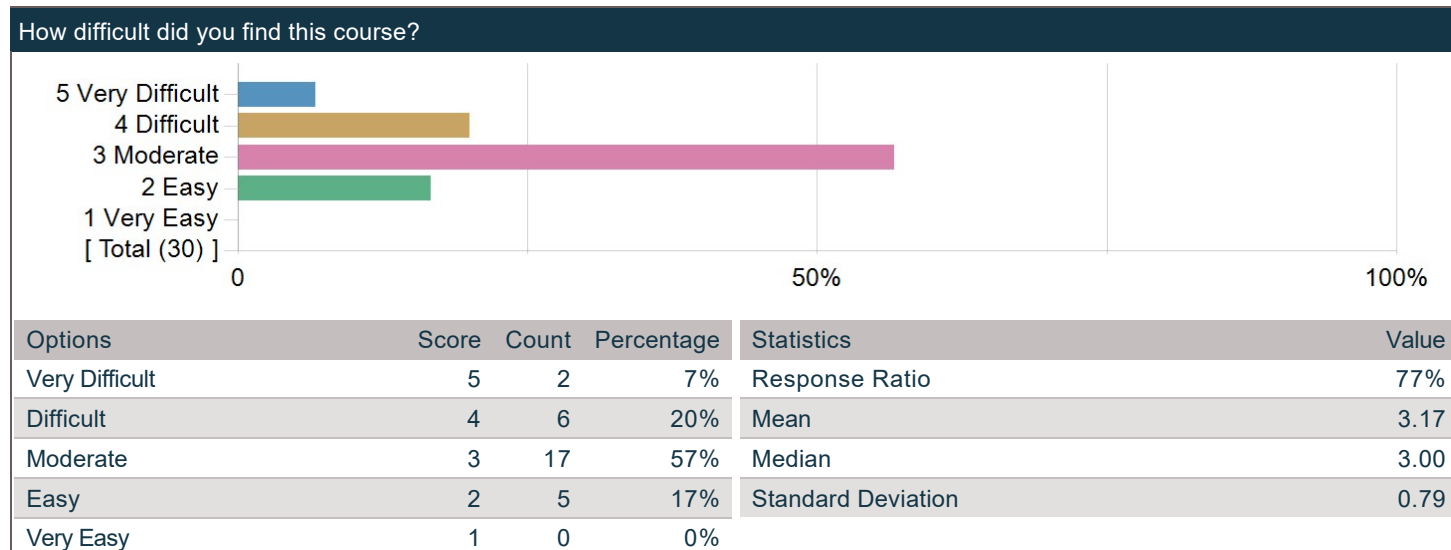 How difficult did you find this course?
5 Very Difficult
4 Difficult
3 Moderate
2 Easy
1 Very Easy
[ Total (30) ]
0 50% 100%
Options Score Count Percentage
Very Difficult 5 2 7%
Difficult 4 6 20%
Moderate 3 17 57%
Easy 2 5 17%
Very Easy 1 0 0%
Statistics Value
Response Ratio 77%
Mean 3.17
Median 3.00
Standard Deviation 0.79